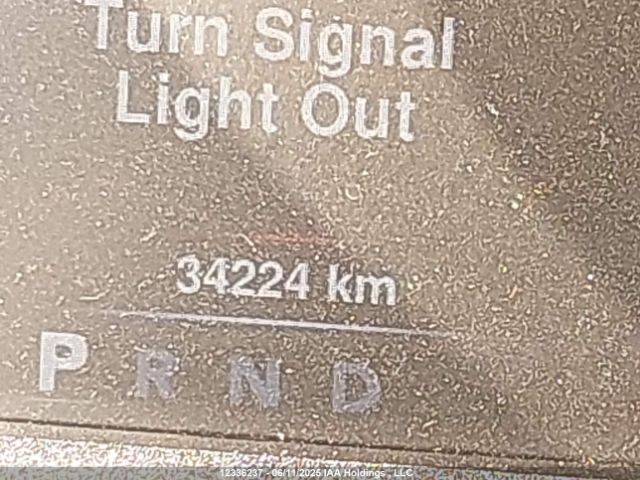 Turn Signal
Light Out
34224 km
P R N D
12336237 - 06/11/2025 IAA Holdings , LLC